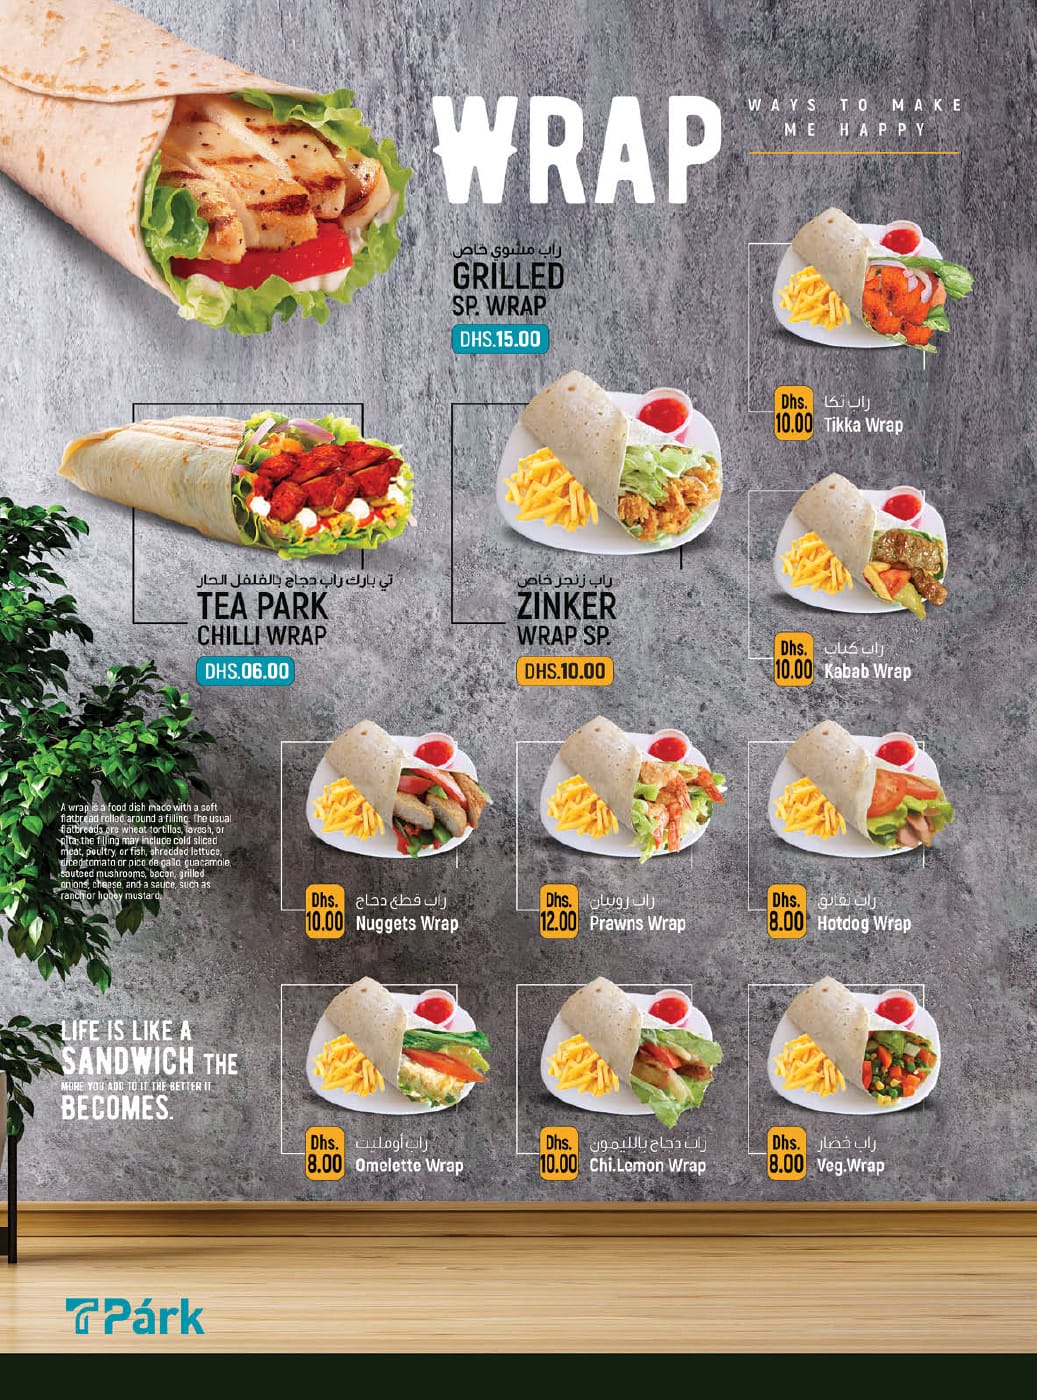 WRAP
WAYS TO MAKE
ME HAPPY
راب مشوي خاص
GRILLED
SP. WRAP
DHS.15.00
Dhs.
10.00
راب تكا
Tikka Wrap
تي بارك راب دجاج بالفلفل الحار
TEA PARK
CHILLI WRAP
DHS.06.00
راب زنجر خاص
ZINKER
WRAP SP.
DHS.10.00
Dhs.
10.00
راب كباب
Kabab Wrap
A wrap is a food dish made with a soft
flatbread rolled around a filling. The usual
flatbreads are wheat tortillas, lavash, or
pita; the filling may include cold sliced
meat, poultry, or fish, shredded lettuce,
diced tomato or pico de gallo, guacamole,
sauteed mushrooms, bacon, grilled
onions, cheese, and a sauce, such as
ranch or honey mustard.
Dhs.
10.00
راب قطع دجاج
Nuggets Wrap
Dhs.
12.00
راب روبيان
Prawns Wrap
Dhs.
8.00
راب نقانق
Hotdog Wrap
LIFE IS LIKE A
SANDWICH THE
MORE YOU ADD TO IT THE BETTER IT
BECOMES.
Dhs.
8.00
راب أومليت
Omelette Wrap
Dhs.
10.00
راب دجاج بالليمون
Chi.Lemon Wrap
Dhs.
8.00
راب خضار
Veg.Wrap
TPárk